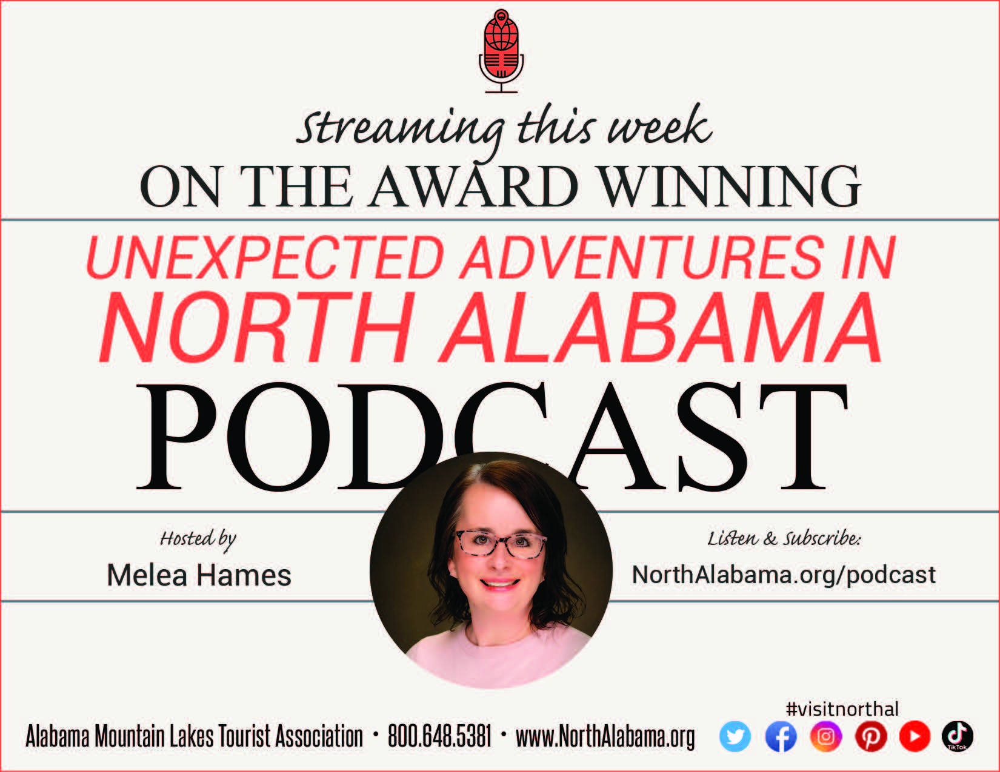 Streaming this week
ON THE AWARD WINNING
UNEXPECTED ADVENTURES IN
NORTH ALABAMA
PODCAST
Hosted by
Melea Hames
Listen & Subscribe:
NorthAlabama.org/podcast
#visitnorthal
Alabama Mountain Lakes Tourist Association • 800.648.5381 • www.NorthAlabama.org
TikTok